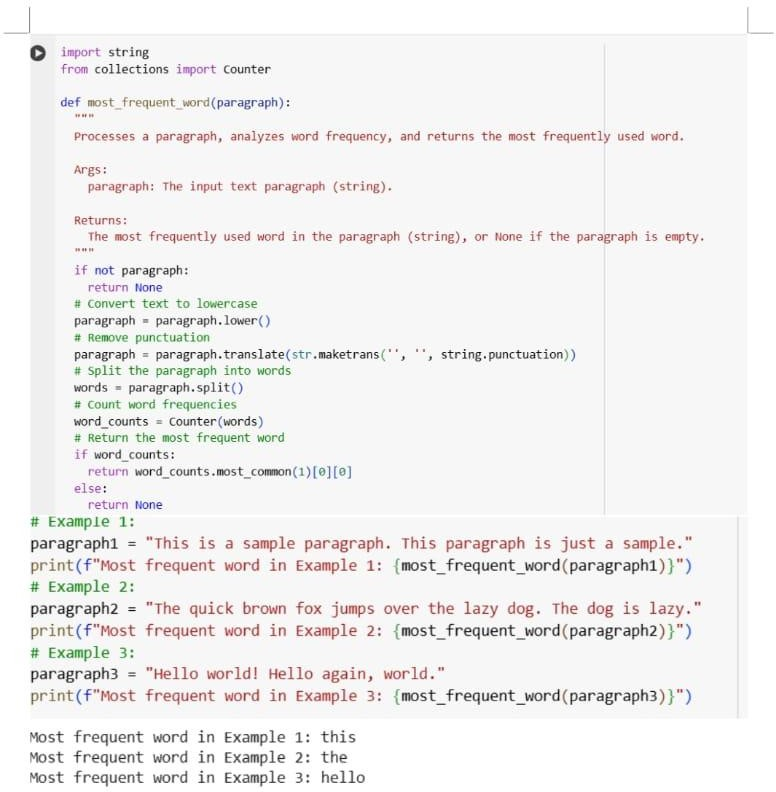 import string
from collections import Counter
def most_frequent_word(paragraph):
"""
Processes a paragraph, analyzes word frequency, and returns the most frequently used word.
Args:
paragraph: The input text paragraph (string).
Returns:
The most frequently used word in the paragraph (string), or None if the paragraph is empty.
"""
if not paragraph:
return None
# Convert text to lowercase
paragraph = paragraph.lower()
# Remove punctuation
paragraph = paragraph.translate(str.maketrans('', '', string.punctuation))
# Split the paragraph into words
words = paragraph.split()
# Count word frequencies
word_counts = Counter(words)
# Return the most frequent word
if word_counts:
return word_counts.most_common(1)[0][0]
else:
return None
# Example 1:
paragraph1 = "This is a sample paragraph. This paragraph is just a sample."
print(f"Most frequent word in Example 1: {most_frequent_word(paragraph1)}")
# Example 2:
paragraph2 = "The quick brown fox jumps over the lazy dog. The dog is lazy."
print(f"Most frequent word in Example 2: {most_frequent_word(paragraph2)}")
# Example 3:
paragraph3 = "Hello world! Hello again, world."
print(f"Most frequent word in Example 3: {most_frequent_word(paragraph3)}")
Most frequent word in Example 1: this
Most frequent word in Example 2: the
Most frequent word in Example 3: hello